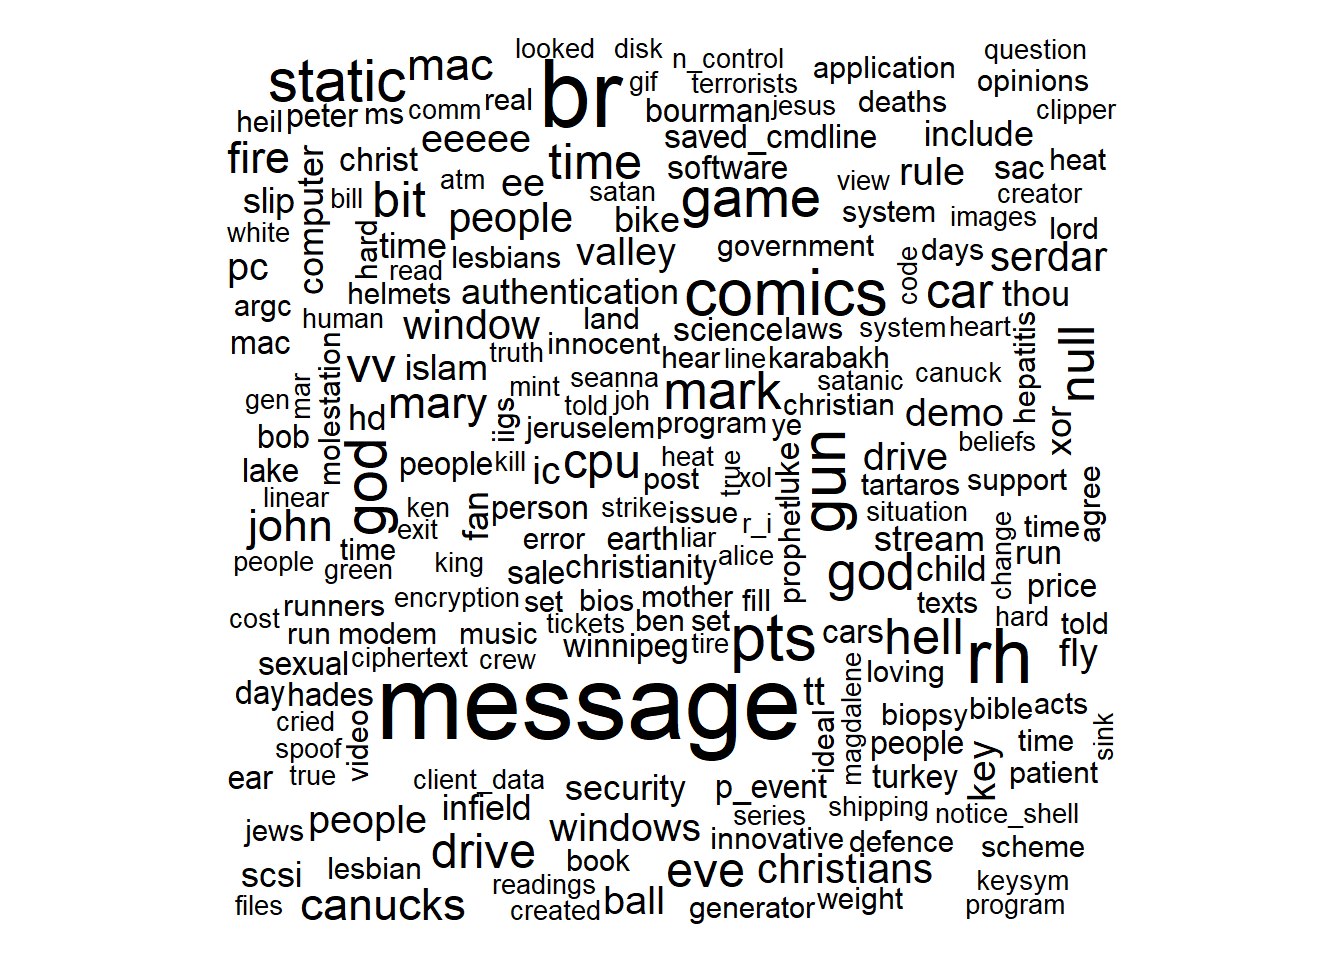 looked disk n_control question
static mac br gif terrorists application opinions
heil peter ms comm real bourman jesus deaths clipper
fire computer christ eeeee time saved_cmdline include
slip bill bit atm ee satan software view rule sac heat
white hard people bike game system images creator lord
pc time read lesbians valley government code days serdar
argc helmets authentication comics car thou
human window land science laws system heart
mac molestation vv islam truth innocent hear line karabakh hepatitis null
gen mar hd mary mint seanna mark satanic canuck
bob iigs told joh christian demo xor
jeruselem program ye beliefs
lake god people kill ic cpu heat true xol prophet luke gun drive
linear post tartaros support agree
john ken fan person strike issue r_i situation
exit error earth liar alice stream change time
people time green king sale christianity god child run
cost runners encryption set bios mother fill texts price
run modem music tickets ben set hard told
sexual ciphertext crew winnipeg tire pts cars hell rh fly
day hades message tt loving
cried video ideal magdalene biopsy bible acts
spoof people key time sink
ear true client_data security p_event turkey patient
jews people infield windows series shipping notice_shell
drive book innovative defence scheme
scsi lesbian readings eve christians keysym
files canucks created ball generator weight program